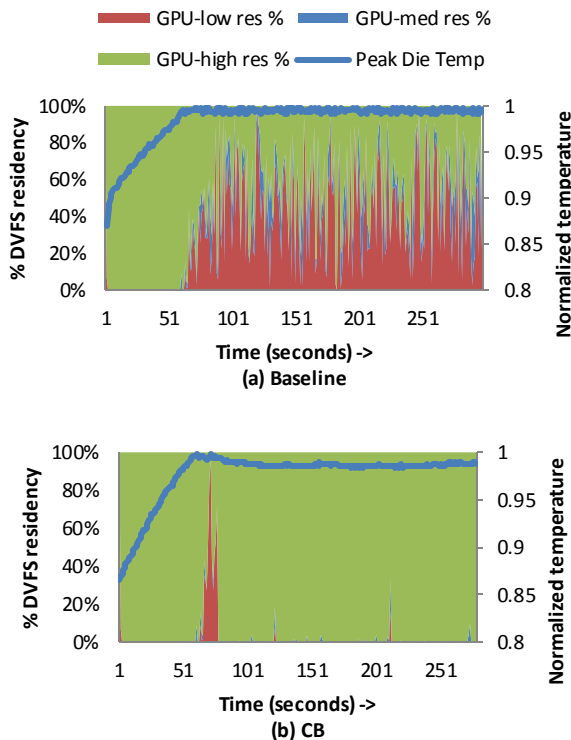 GPU-low res % GPU-med res %
GPU-high res % Peak Die Temp
100% 1
80% 0.95
60%
0.9
40%
20% 0.85
0% 0.8
% DVFS residency
Normalized temperature
1 51 101 151 201 251
Time (seconds) ->
(a) Baseline
100% 1
80% 0.95
60%
0.9
40%
20% 0.85
0% 0.8
% DVFS residency
Normalized temperature
1 51 101 151 201 251
Time (seconds) ->
(b) CB